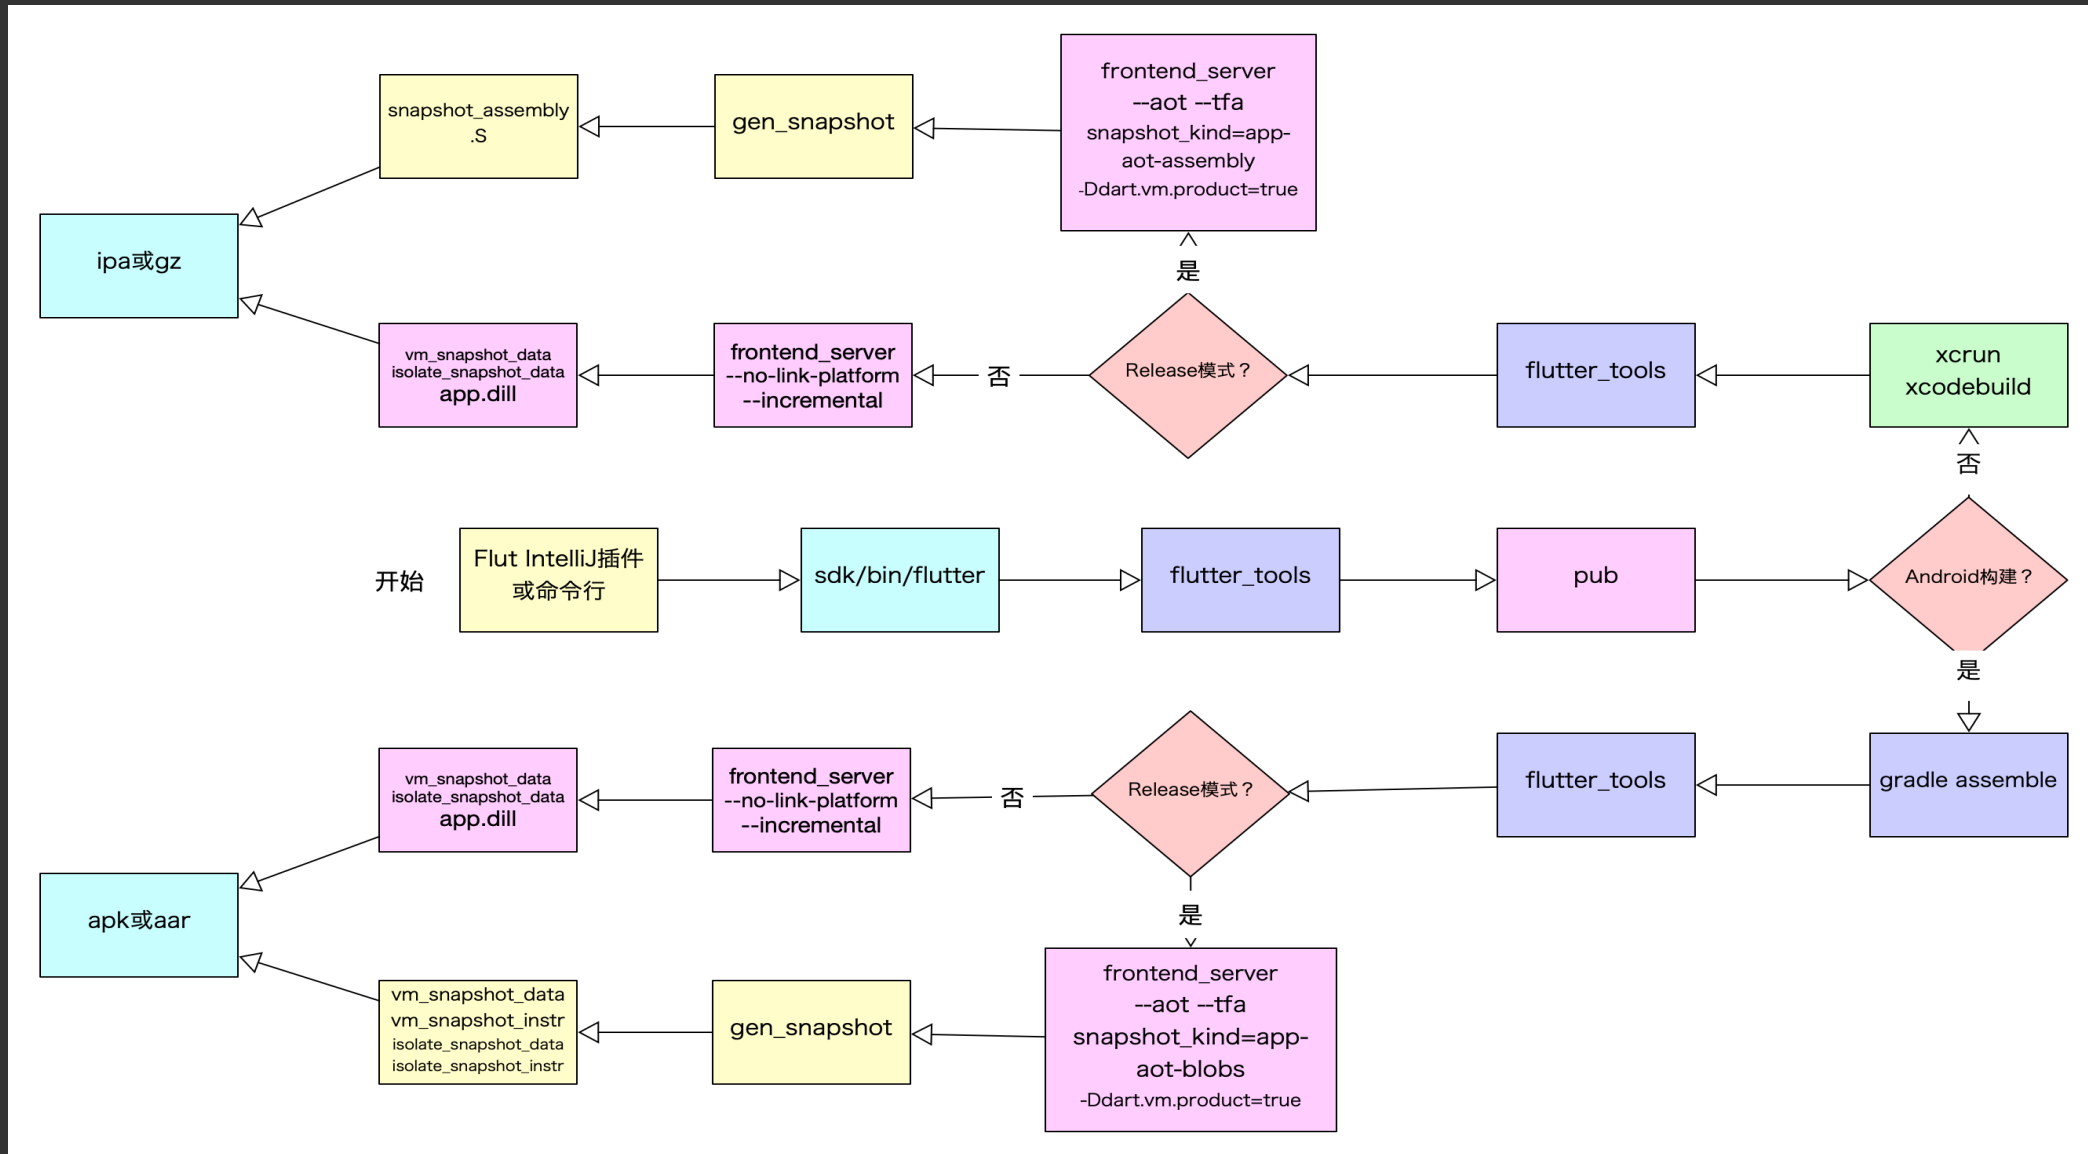 frontend_server
--aot --tfa
snapshot_kind=app-
aot-assembly
-Ddart.vm.product=true
gen_snapshot
snapshot_assembly
.S
ipa或gz
是
vm_snapshot_data
isolate_snapshot_data
app.dill
frontend_server
--no-link-platform
--incremental
否
Release模式？
flutter_tools
xcrun
xcodebuild
否
开始
Flut IntelliJ插件
或命令行
sdk/bin/flutter
flutter_tools
pub
Android构建？
是
vm_snapshot_data
isolate_snapshot_data
app.dill
frontend_server
--no-link-platform
--incremental
否
Release模式？
flutter_tools
gradle assemble
apk或aar
是
vm_snapshot_data
vm_snapshot_instr
isolate_snapshot_data
isolate_snapshot_instr
gen_snapshot
frontend_server
--aot --tfa
snapshot_kind=app-
aot-blobs
-Ddart.vm.product=true